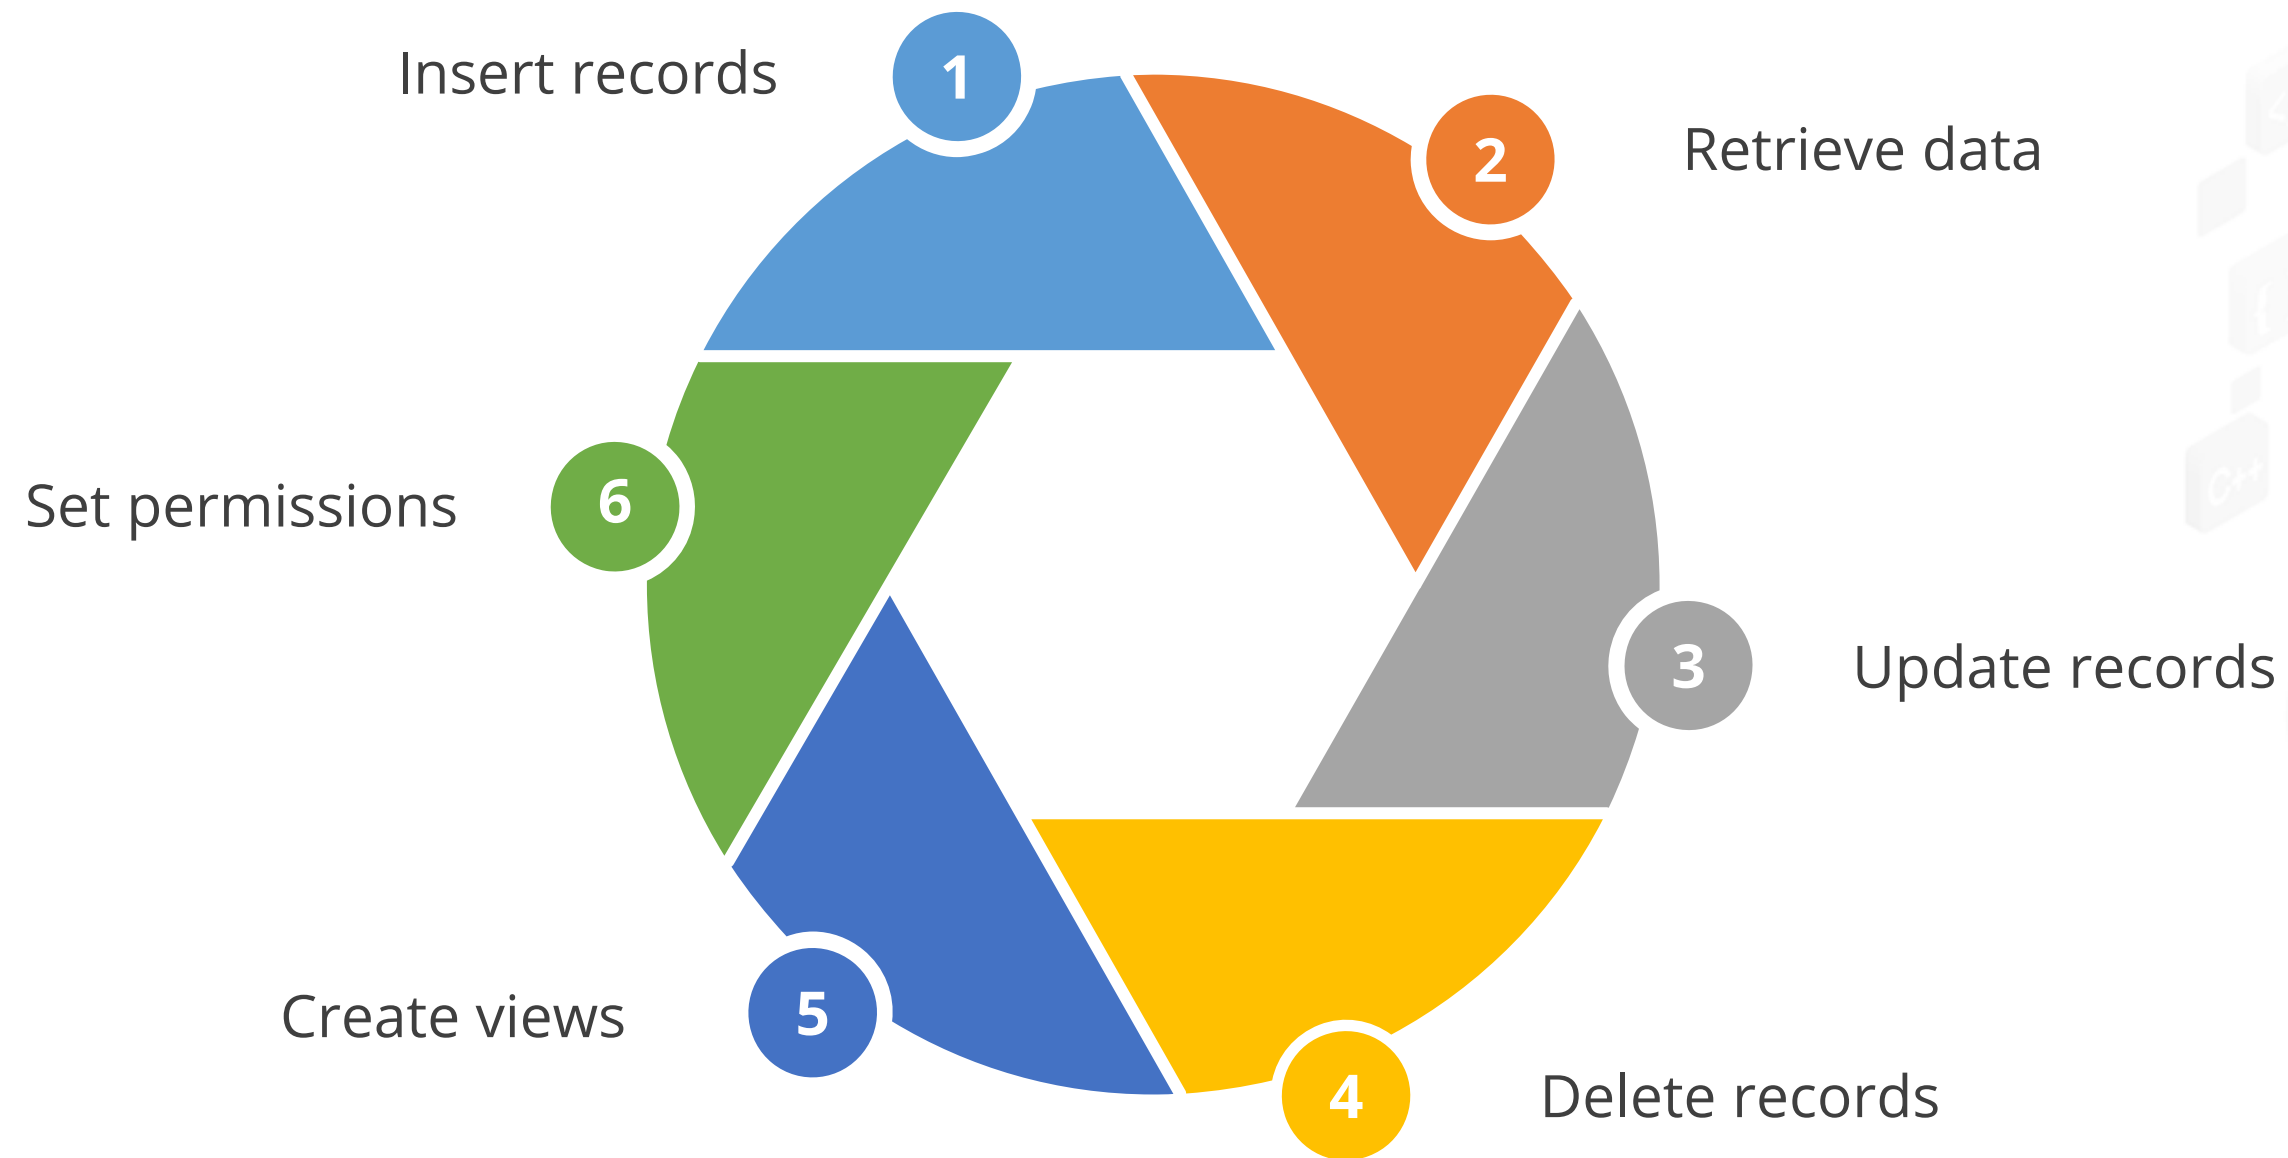 Insert records
1
2
Retrieve data
3
Update records
4
Delete records
5
Create views
6
Set permissions
C++
{